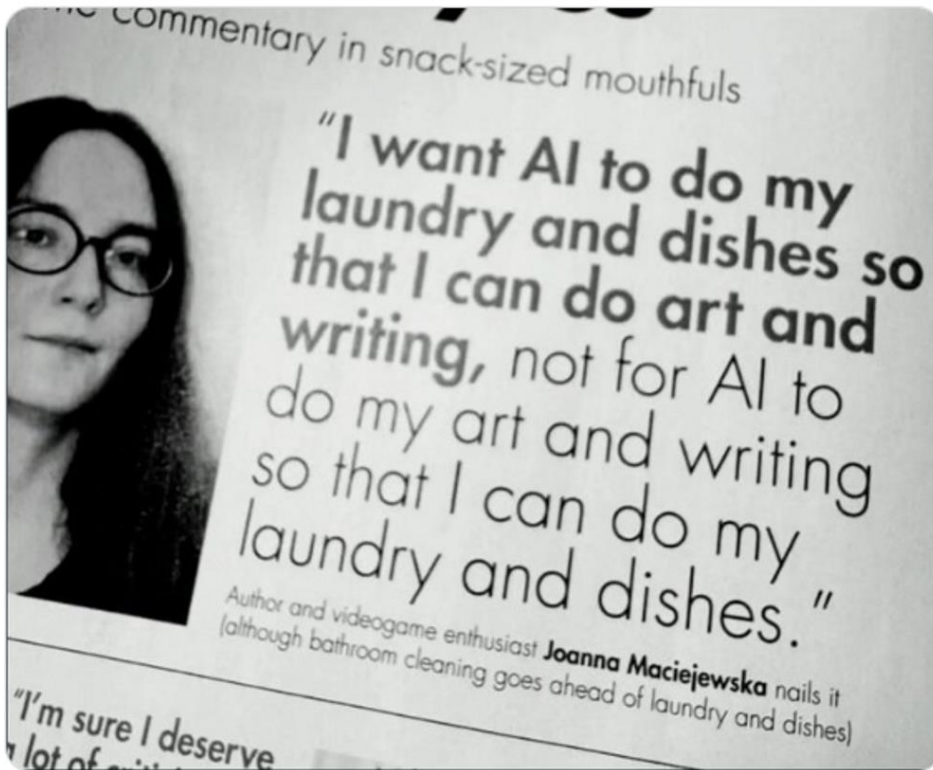 commentary in snack-sized mouthfuls
“I want AI to do my
laundry and dishes so
that I can do art and
writing, not for AI to
do my art and writing
so that I can do my
laundry and dishes.”
Author and videogame enthusiast Joanna Maciejewska nails it
(although bathroom cleaning goes ahead of laundry and dishes)
“I’m sure I deserve
lot of